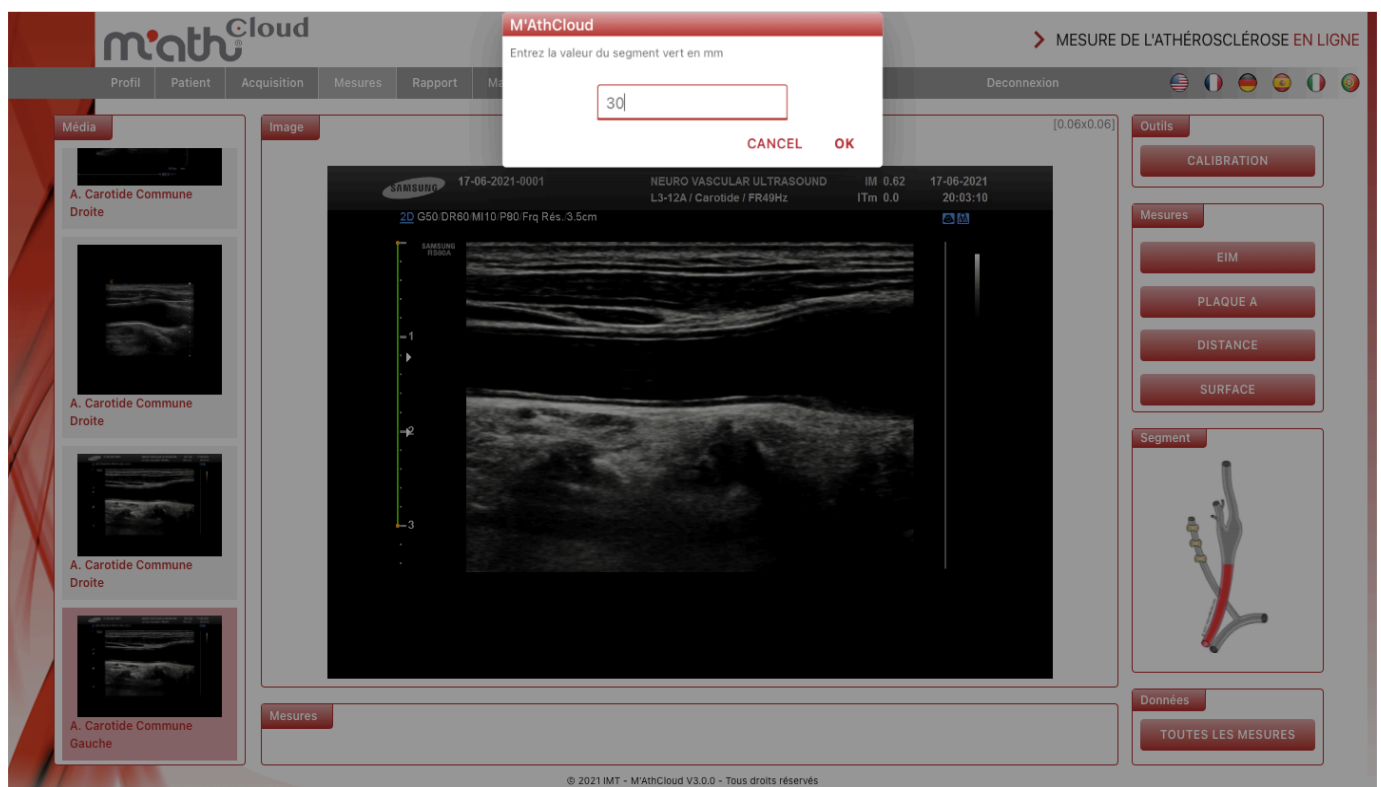 m'ath Cloud
®
M'AthCloud
Entrez la valeur du segment vert en mm
30
CANCEL OK
MESURE DE L'ATHÉROSCLÉROSE EN LIGNE
Profil Patient Acquisition Mesures Rapport Ma
Deconnexion
Média
A. Carotide Commune
Droite
A. Carotide Commune
Droite
A. Carotide Commune
Droite
A. Carotide Commune
Gauche
Image
[0.06x0.06]
SAMSUNG
17-06-2021-0001
NEURO VASCULAR ULTRASOUND
L3-12A / Carotide / FR49Hz
IM 0.62
ITm 0.0
17-06-2021
20:03:10
2D G50/DR60/MI10/P90/Frq Rés./3.5cm
SAMSUNG
RS80A
1
2
3
Mesures
Outils
CALIBRATION
Mesures
EIM
PLAQUE A
DISTANCE
SURFACE
Segment
Données
TOUTES LES MESURES
© 2021 IMT - M'AthCloud V3.0.0 - Tous droits réservés